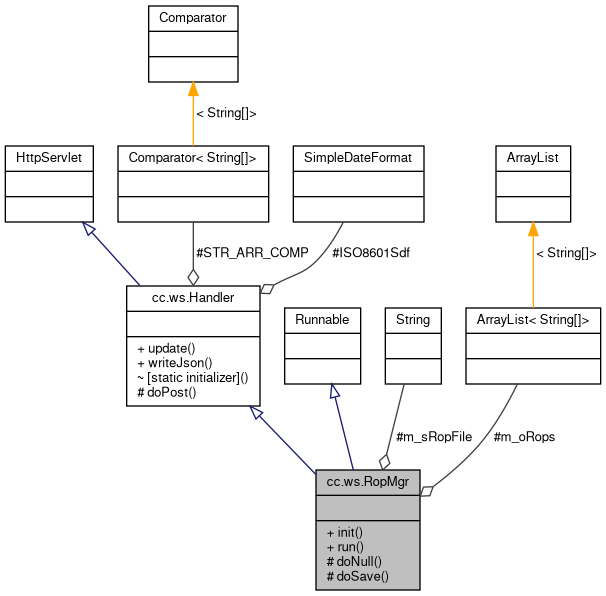 Comparator
< String[]>
HttpServlet
Comparator< String[]>
SimpleDateFormat
ArrayList
#STR_ARR_COMP
#ISO8601Sdf
< String[]>
cc.ws.Handler
+ update()
+ writeJson()
~ [static initializer]()
# doPost()
Runnable
String
ArrayList< String[]>
#m_sRopFile
#m_oRops
cc.ws.RopMgr
+ init()
+ run()
# doNull()
# doSave()